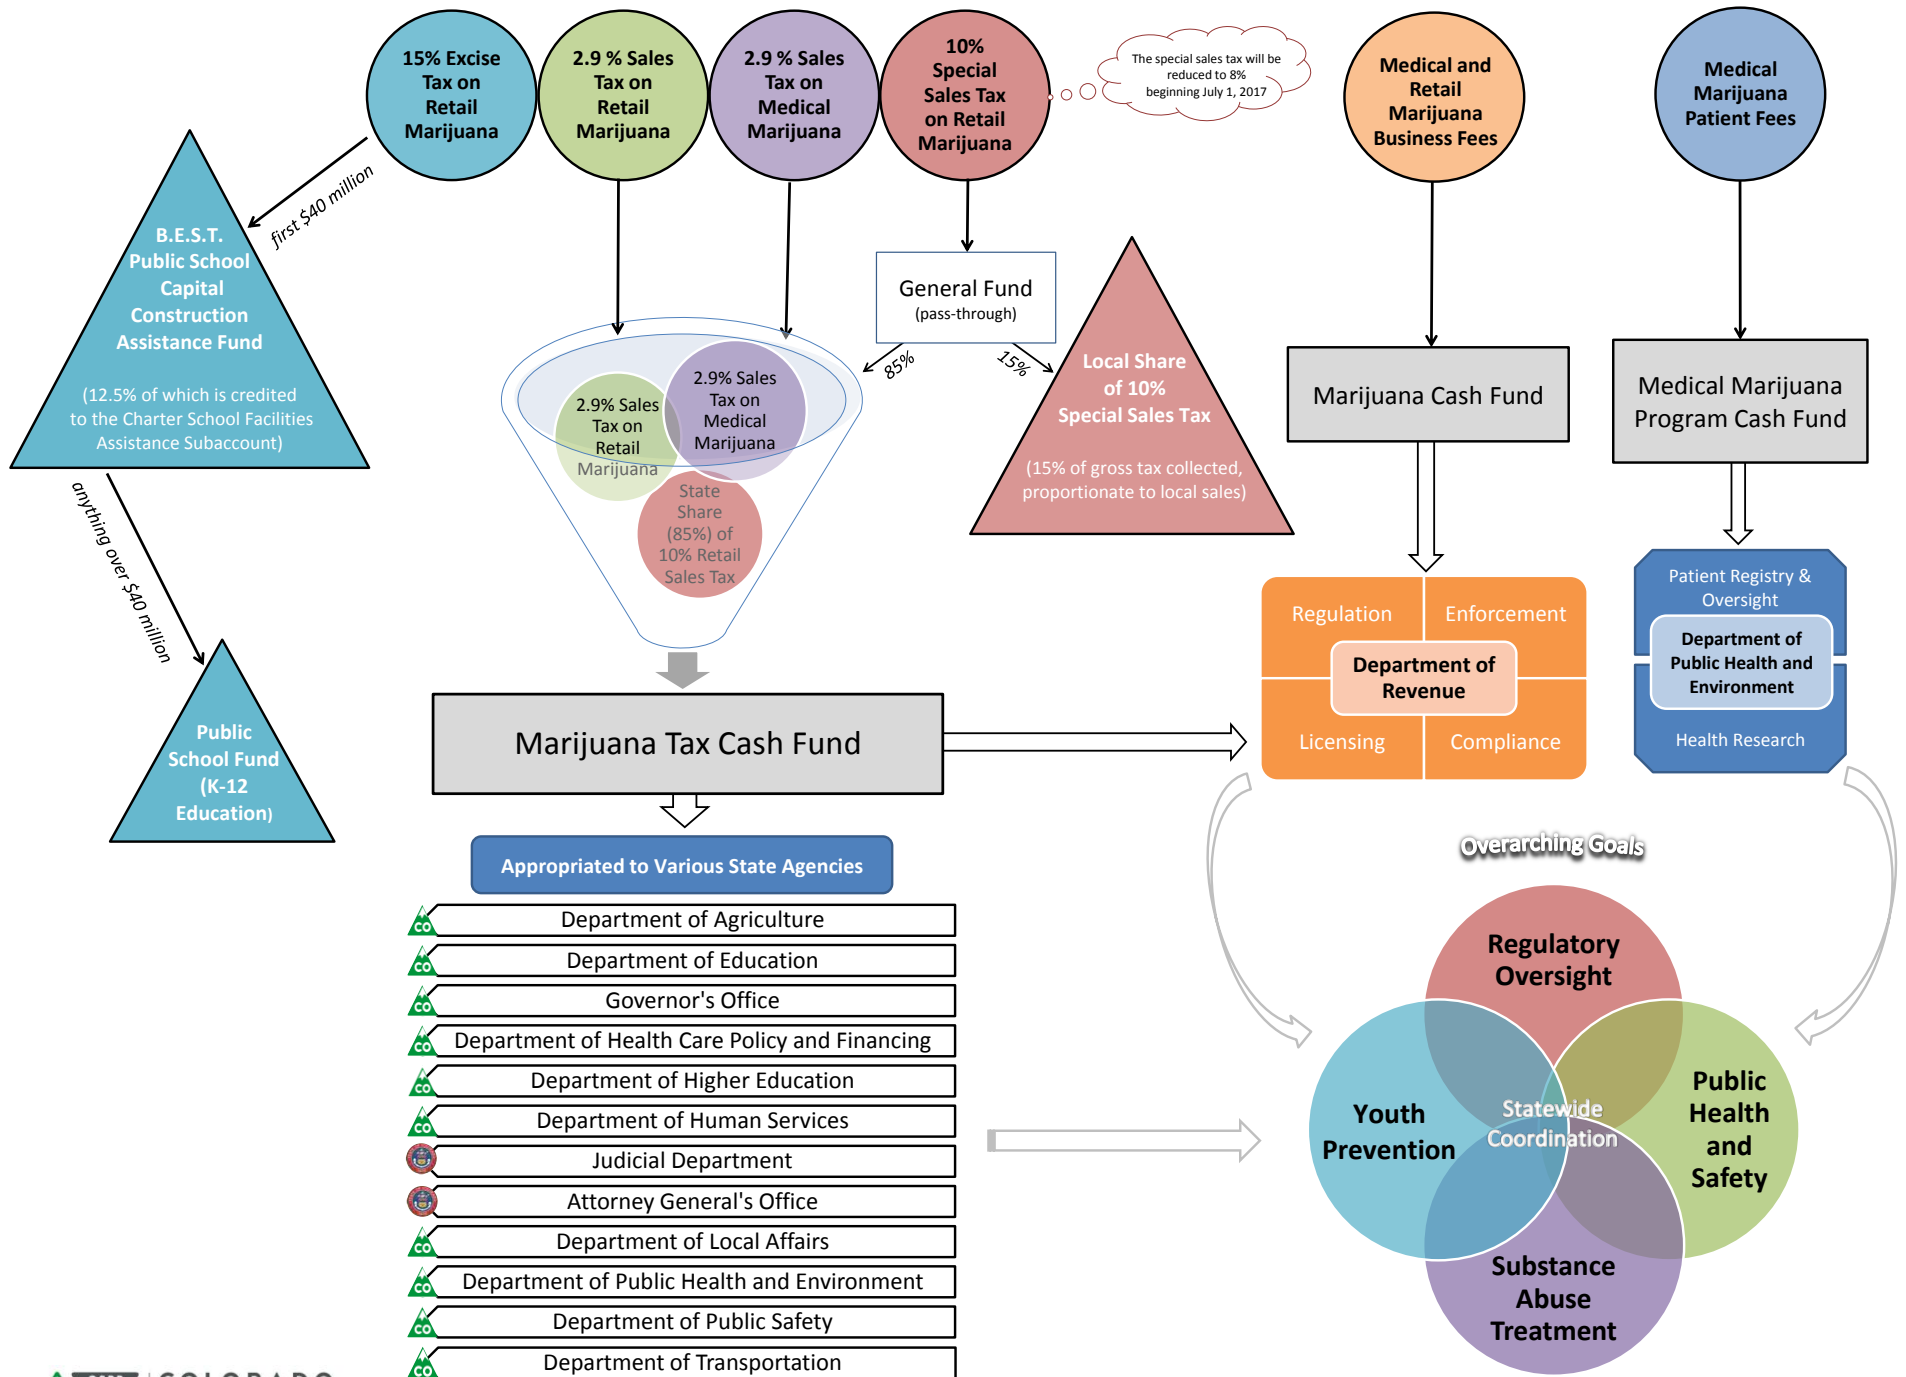 15% Excise
Tax on
Retail
Marijuana
2.9 % Sales
Tax on
Retail
Marijuana
2.9 % Sales
Tax on
Medical
Marijuana
10%
Special
Sales Tax
on Retail
Marijuana
The special sales tax will be
reduced to 8%
beginning July 1, 2017
Medical and
Retail
Marijuana
Business Fees
Medical
Marijuana
Patient Fees
first $40 million
B.E.S.T.
Public School
Capital
Construction
Assistance Fund
(12.5% of which is credited
to the Charter School Facilities
Assistance Subaccount)
anything over $40 million
Public
School Fund
(K-12
Education)
General Fund
(pass-through)
85%
15%
2.9% Sales
Tax on
Retail
Marijuana
2.9% Sales
Tax on
Medical
Marijuana
State
Share
(85%) of
10% Retail
Sales Tax
Local Share
of 10%
Special Sales Tax
(15% of gross tax collected,
proportionate to local sales)
Marijuana Cash Fund
Medical Marijuana
Program Cash Fund
Regulation
Enforcement
Department of
Revenue
Licensing
Compliance
Patient Registry &
Oversight
Department of
Public Health and
Environment
Health Research
Marijuana Tax Cash Fund
Appropriated to Various State Agencies
CO Department of Agriculture
CO Department of Education
CO Governor's Office
CO Department of Health Care Policy and Financing
CO Department of Higher Education
CO Department of Human Services
Judicial Department
Attorney General's Office
CO Department of Local Affairs
CO Department of Public Health and Environment
CO Department of Public Safety
CO Department of Transportation
Overarching Goals
Regulatory
Oversight
Youth
Prevention
Statewide
Coordination
Public
Health
and
Safety
Substance
Abuse
Treatment
COLORADO